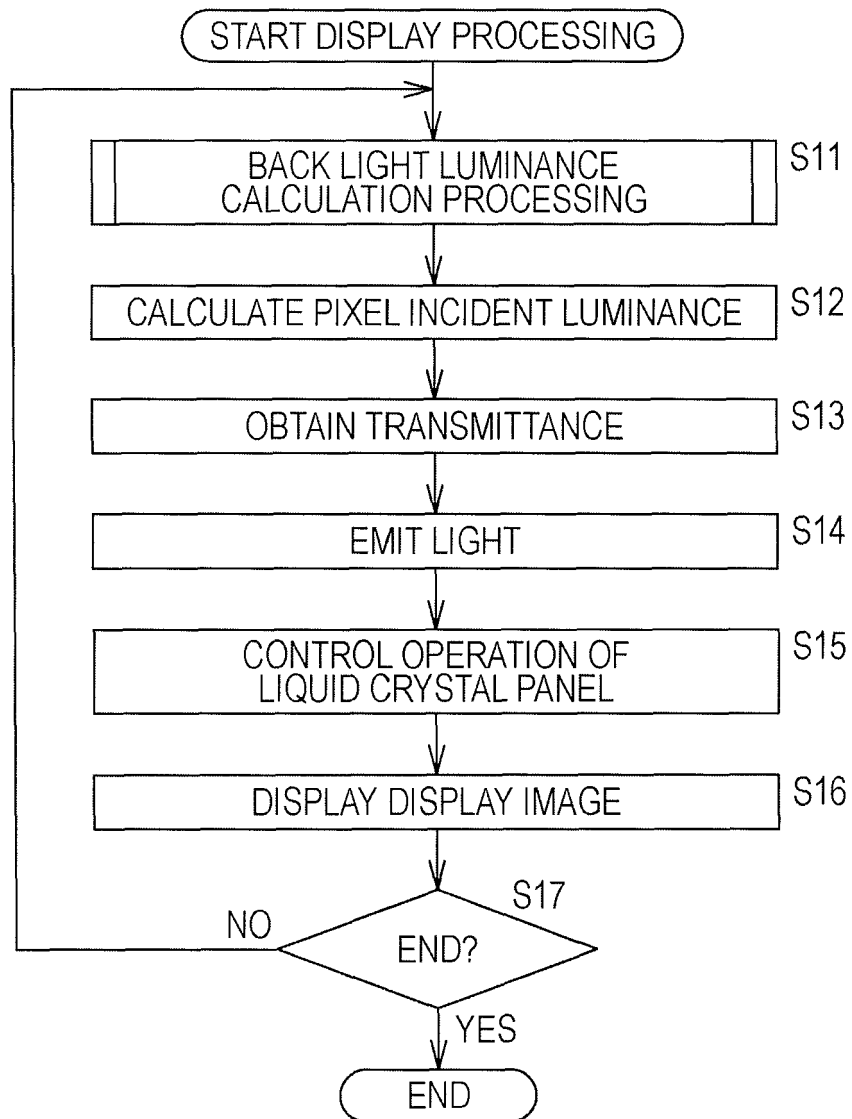 START DISPLAY PROCESSING
BACK LIGHT LUMINANCE
CALCULATION PROCESSING
S11
CALCULATE PIXEL INCIDENT LUMINANCE
S12
OBTAIN TRANSMITTANCE
S13
EMIT LIGHT
S14
CONTROL OPERATION OF
LIQUID CRYSTAL PANEL
S15
DISPLAY DISPLAY IMAGE
S16
S17
NO
END?
YES
END